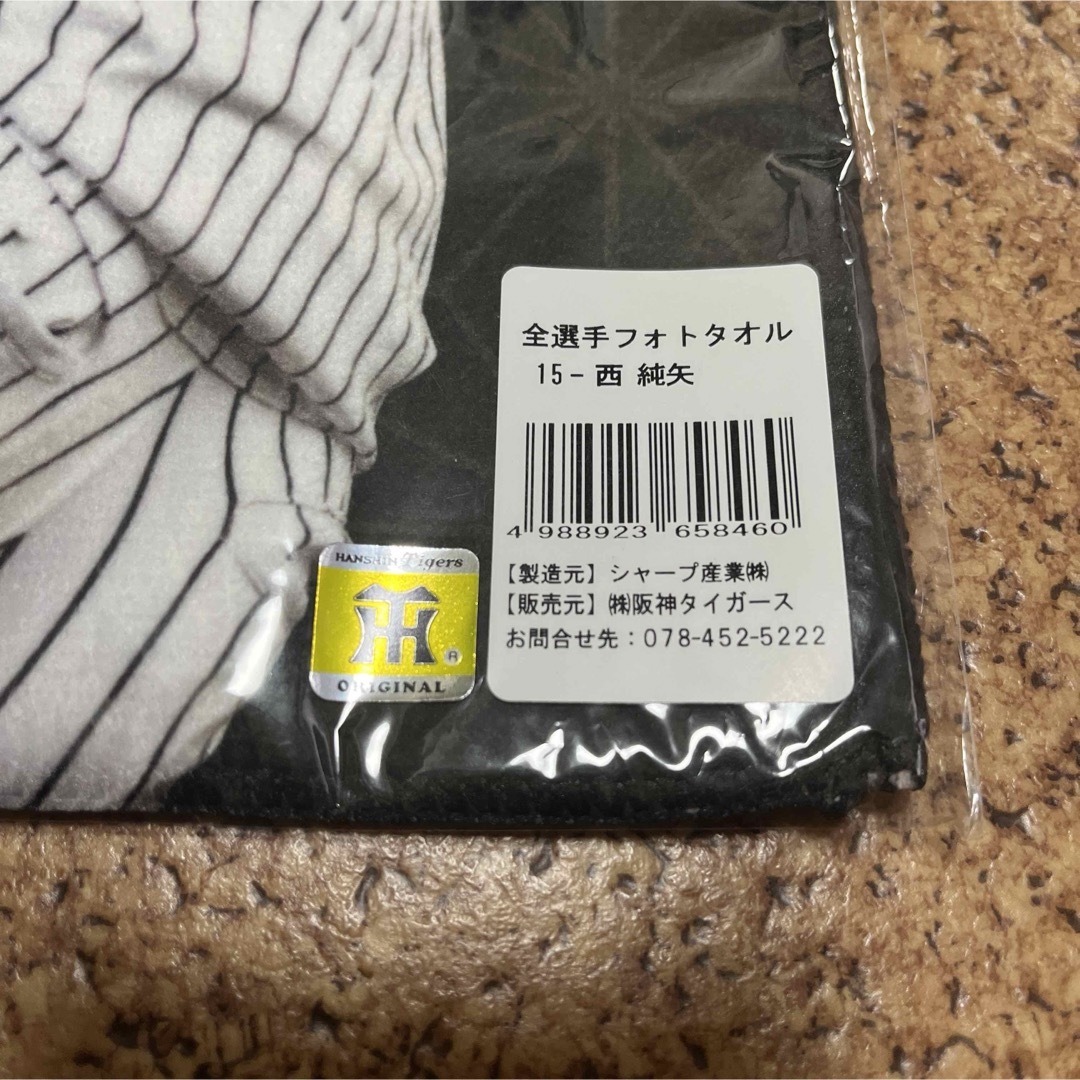 全選手フォトタオル
15-西 純矢
4 988923 658460
【製造元】シャープ産業㈱
【販売元】㈱阪神タイガース
お問合せ先：078-452-5222
HANSHIN Tigers
HT ®
ORIGINAL